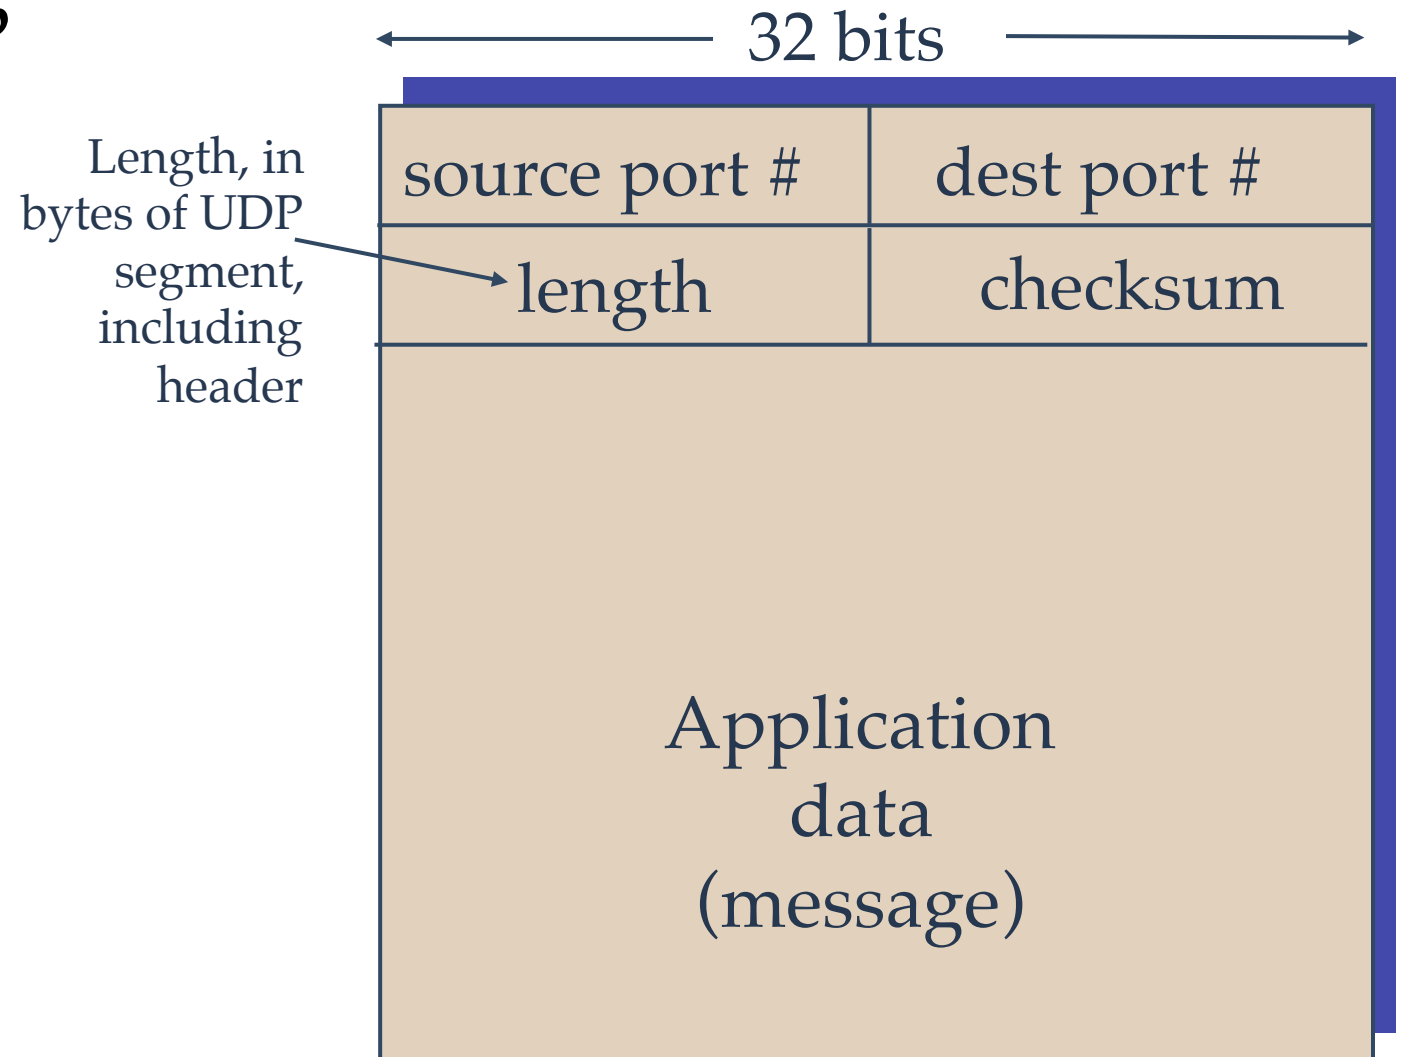 32 bits
Length, in
bytes of UDP
segment,
including
header
source port #
dest port #
length
checksum
Application
data
(message)